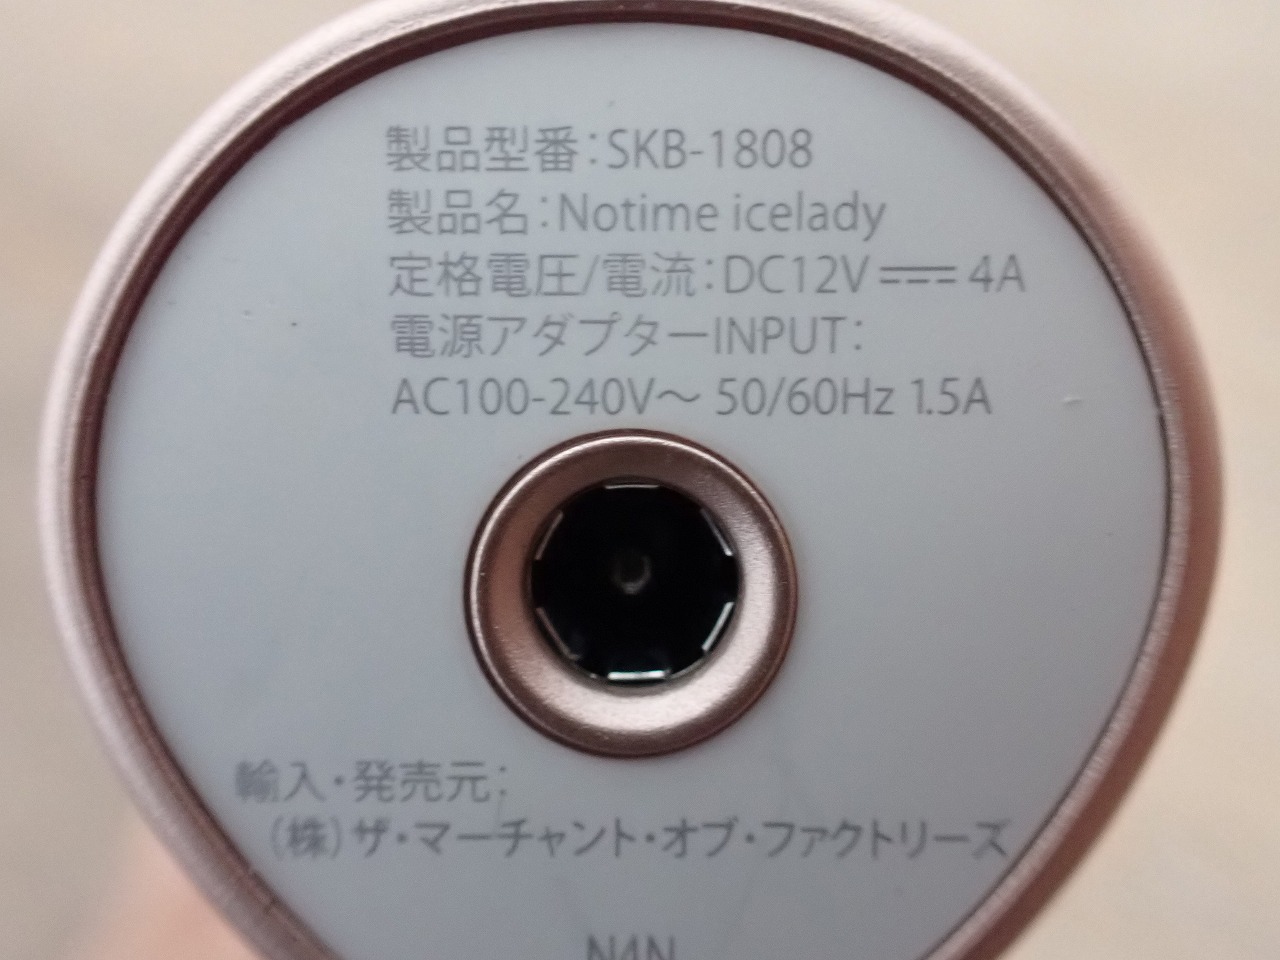 製品型番:SKB-1808
製品名:Notime icelady
定格電圧/電流:DC12V⎓4A
電源アダプターINPUT:
AC100-240V～ 50/60Hz 1.5A
輸入・発売元:
(株)ザ・マーチャント・オブ・ファクトリーズ
N4N